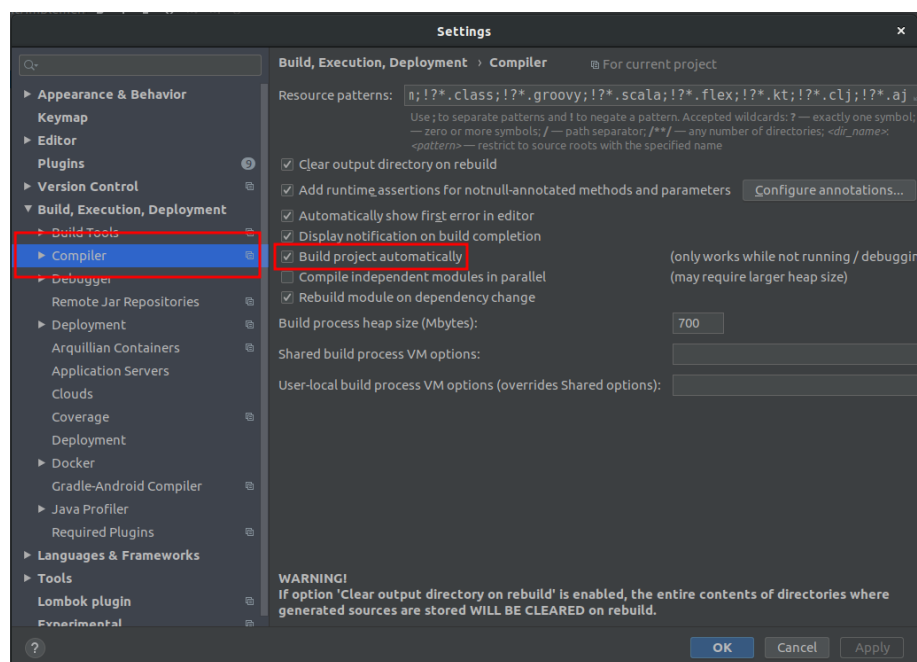 Settings
Build, Execution, Deployment › Compiler
For current project
Appearance & Behavior
Keymap
Editor
Plugins
9
Version Control
Build, Execution, Deployment
Build Tools
Compiler
Debugger
Remote Jar Repositories
Deployment
Arquillian Containers
Application Servers
Clouds
Coverage
Deployment
Docker
Gradle-Android Compiler
Java Profiler
Required Plugins
Languages & Frameworks
Tools
Lombok plugin
Experimental
Resource patterns:
n;!?*.class;!?*.groovy;!?*.scala;!?*.flex;!?*.kt;!?*.clj;!?*.aj
Use ; to separate patterns and ! to negate a pattern. Accepted wildcards: ? — exactly one symbol;
— zero or more symbols; / — path separator; /**/ — any number of directories; <dir_name>:
<pattern> — restrict to source roots with the specified name
Clear output directory on rebuild
Add runtime assertions for notnull-annotated methods and parameters
Configure annotations...
Automatically show first error in editor
Display notification on build completion
Build project automatically
(only works while not running / debuggin
Compile independent modules in parallel
(may require larger heap size)
Rebuild module on dependency change
Build process heap size (Mbytes):
700
Shared build process VM options:
User-local build process VM options (overrides Shared options):
WARNING!
If option 'Clear output directory on rebuild' is enabled, the entire contents of directories where
generated sources are stored WILL BE CLEARED on rebuild.
?
OK
Cancel
Apply